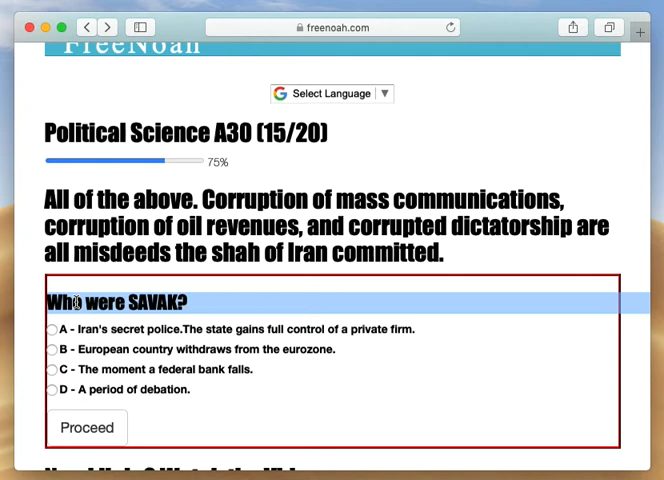 freenoah.com
FreeNoah
Select Language ▼
Political Science A30 (15/20)
75%
All of the above. Corruption of mass communications,
corruption of oil revenues, and corrupted dictatorship are
all misdeeds the shah of Iran committed.
Who were SAVAK?
A - Iran's secret police.The state gains full control of a private firm.
B - European country withdraws from the eurozone.
C - The moment a federal bank falls.
D - A period of debation.
Proceed